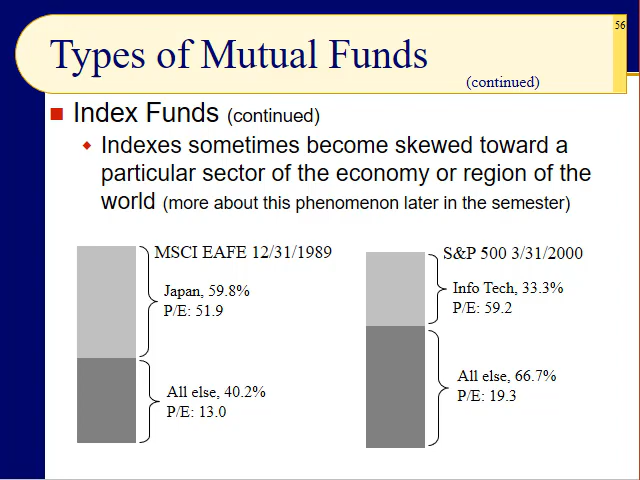 56
Types of Mutual Funds
(continued)
Index Funds (continued)
Indexes sometimes become skewed toward a
particular sector of the economy or region of the
world (more about this phenomenon later in the semester)
MSCI EAFE 12/31/1989
Japan, 59.8%
P/E: 51.9
All else, 40.2%
P/E: 13.0
S&P 500 3/31/2000
Info Tech, 33.3%
P/E: 59.2
All else, 66.7%
P/E: 19.3